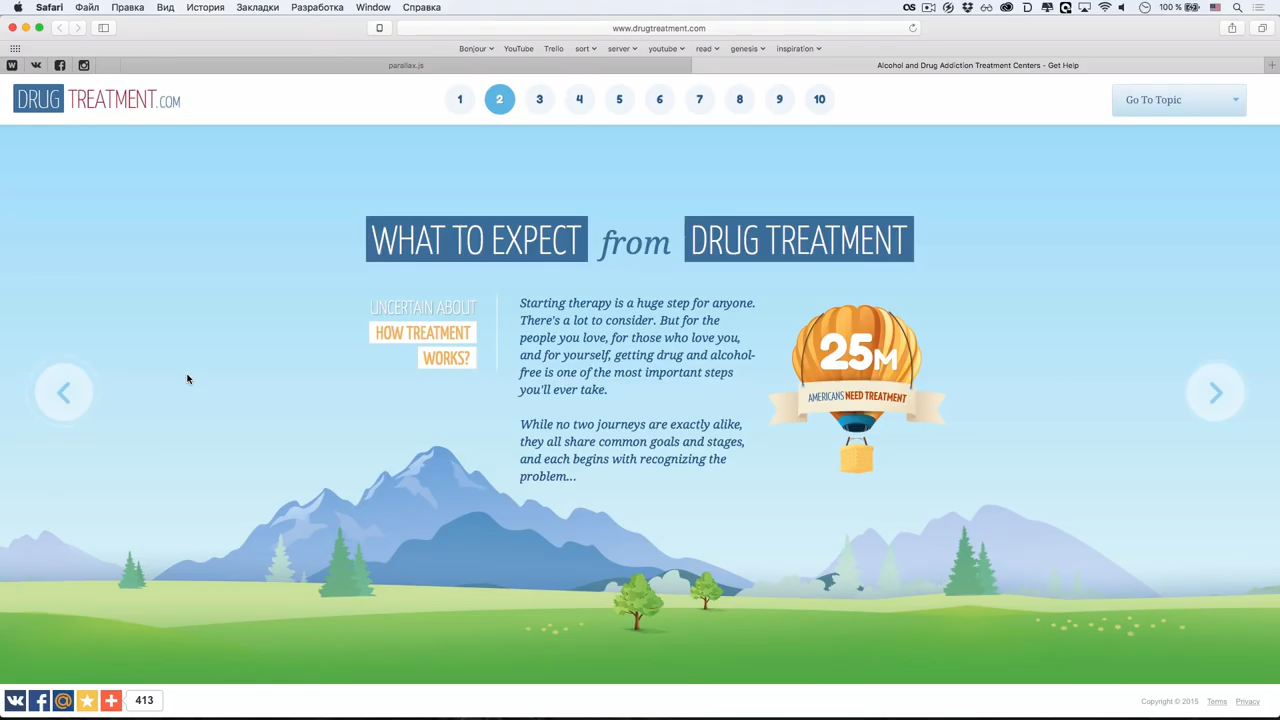 Safari Файл Правка Вид История Закладки Разработка Window Справка 100 %
www.drugtreatment.com
Bonjour YouTube Trello sort server youtube read genesis inspiration
parallax.js Alcohol and Drug Addiction Treatment Centers - Get Help
DRUG TREATMENT.COM 1 2 3 4 5 6 7 8 9 10 Go To Topic
WHAT TO EXPECT from DRUG TREATMENT
UNCERTAIN ABOUT
HOW TREATMENT
WORKS?
Starting therapy is a huge step for anyone.
There's a lot to consider. But for the
people you love, for those who love you,
and for yourself, getting drug and alcohol-
free is one of the most important steps
you'll ever take.
While no two journeys are exactly alike,
they all share common goals and stages,
and each begins with recognizing the
problem...
25M
AMERICANS NEED TREATMENT
413
Copyright © 2015 Terms Privacy